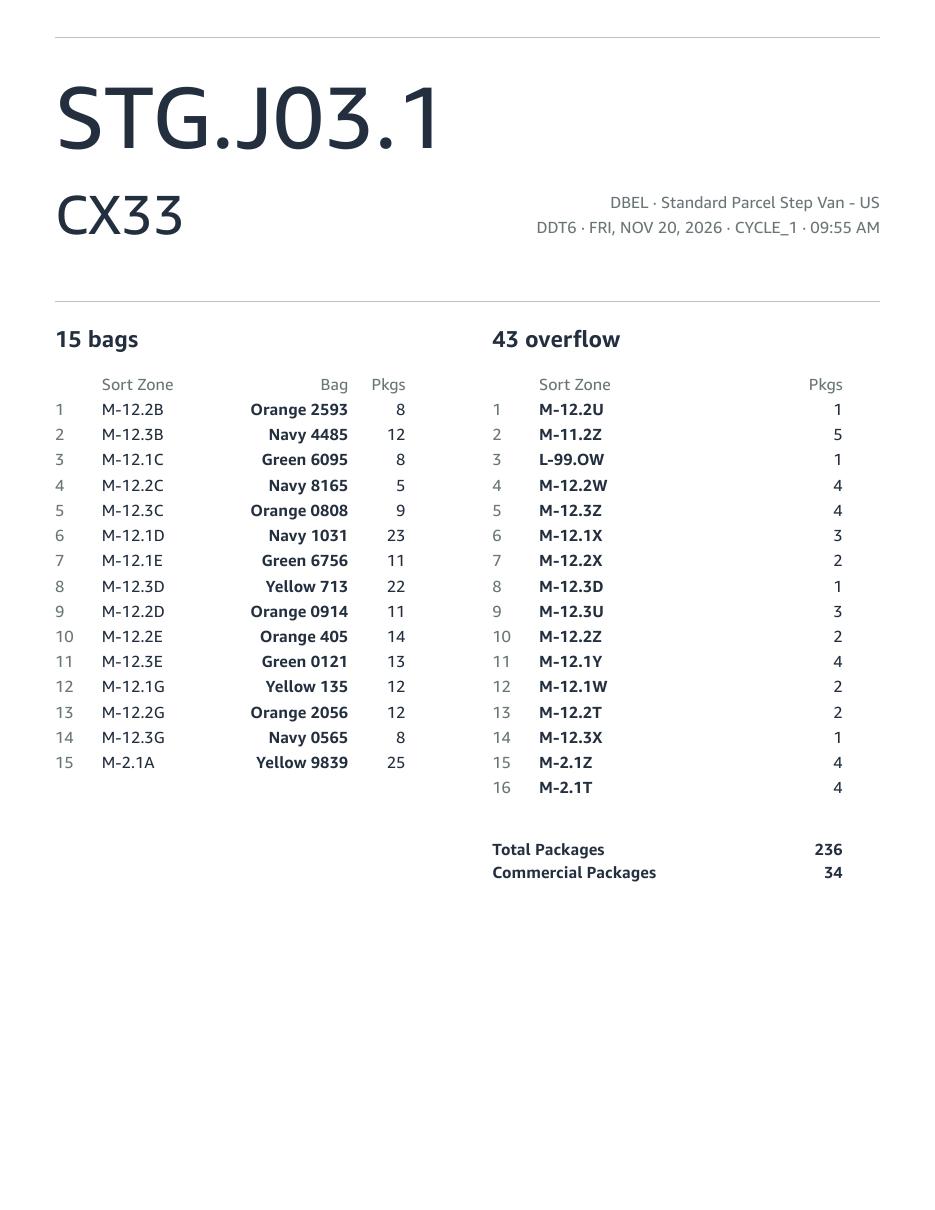 STG.J03.1
CX33
DBEL · Standard Parcel Step Van - US
DDT6 · FRI, NOV 20, 2026 · CYCLE_1 · 09:55 AM
15 bags
Sort Zone Bag Pkgs
1 M-12.2B Orange 2593 8
2 M-12.3B Navy 4485 12
3 M-12.1C Green 6095 8
4 M-12.2C Navy 8165 5
5 M-12.3C Orange 0808 9
6 M-12.1D Navy 1031 23
7 M-12.1E Green 6756 11
8 M-12.3D Yellow 713 22
9 M-12.2D Orange 0914 11
10 M-12.2E Orange 405 14
11 M-12.3E Green 0121 13
12 M-12.1G Yellow 135 12
13 M-12.2G Orange 2056 12
14 M-12.3G Navy 0565 8
15 M-2.1A Yellow 9839 25
43 overflow
Sort Zone Pkgs
1 M-12.2U 1
2 M-11.2Z 5
3 L-99.OW 1
4 M-12.2W 4
5 M-12.3Z 4
6 M-12.1X 3
7 M-12.2X 2
8 M-12.3D 1
9 M-12.3U 3
10 M-12.2Z 2
11 M-12.1Y 4
12 M-12.1W 2
13 M-12.2T 2
14 M-12.3X 1
15 M-2.1Z 4
16 M-2.1T 4
Total Packages 236
Commercial Packages 34